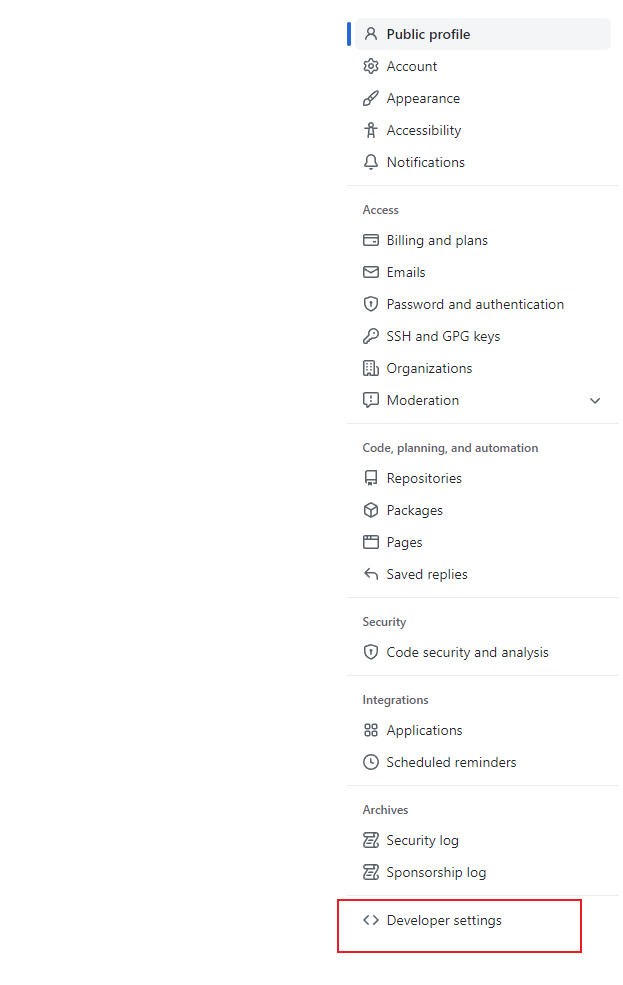 Public profile
Account
Appearance
Accessibility
Notifications
Access
Billing and plans
Emails
Password and authentication
SSH and GPG keys
Organizations
Moderation
Code, planning, and automation
Repositories
Packages
Pages
Saved replies
Security
Code security and analysis
Integrations
Applications
Scheduled reminders
Archives
Security log
Sponsorship log
Developer settings